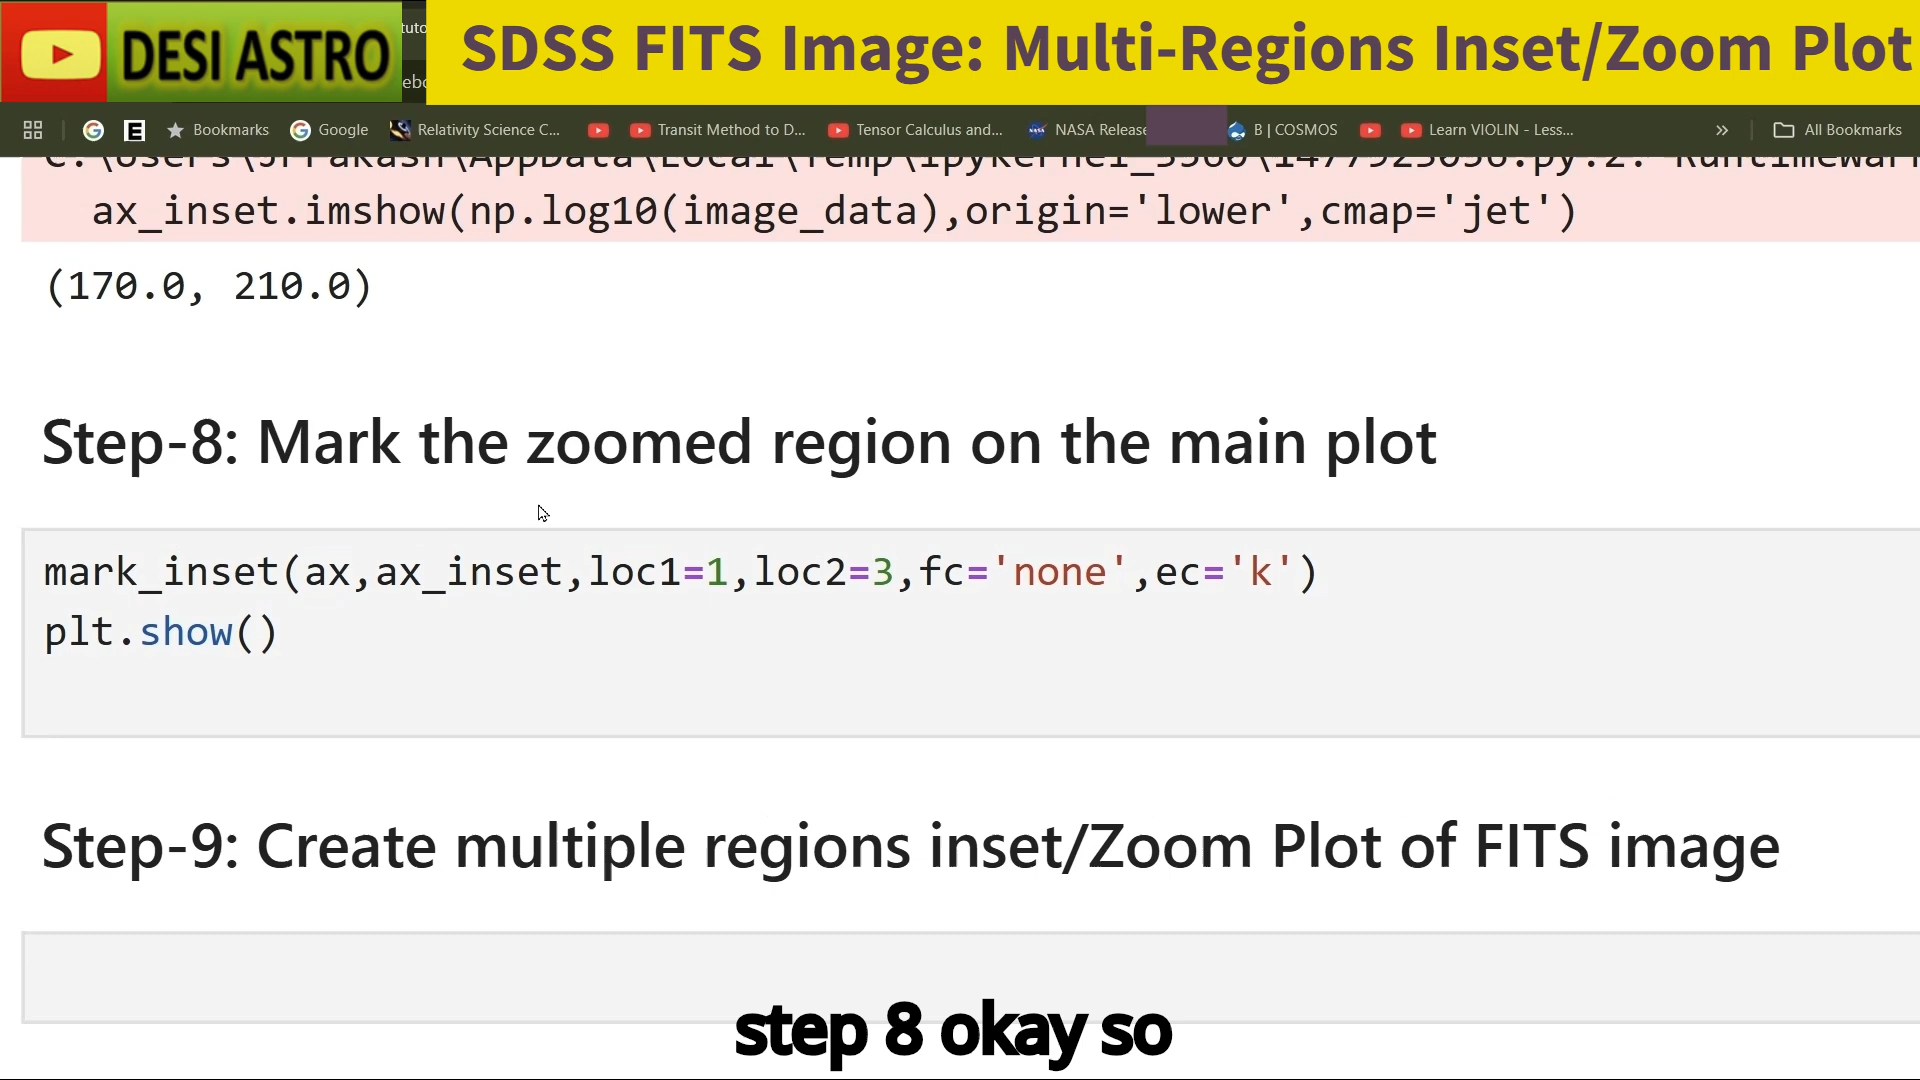 DESI ASTRO
SDSS FITS Image: Multi-Regions Inset/Zoom Plot
Bookmarks
Google
Relativity Science C...
Transit Method to D...
Tensor Calculus and...
NASA Release
B | COSMOS
Learn VIOLIN - Less...
All Bookmarks
ax_inset.imshow(np.log10(image_data),origin='lower',cmap='jet')
(170.0, 210.0)
Step-8: Mark the zoomed region on the main plot
mark_inset(ax,ax_inset,loc1=1,loc2=3,fc='none',ec='k')
plt.show()
Step-9: Create multiple regions inset/Zoom Plot of FITS image
step 8 okay so